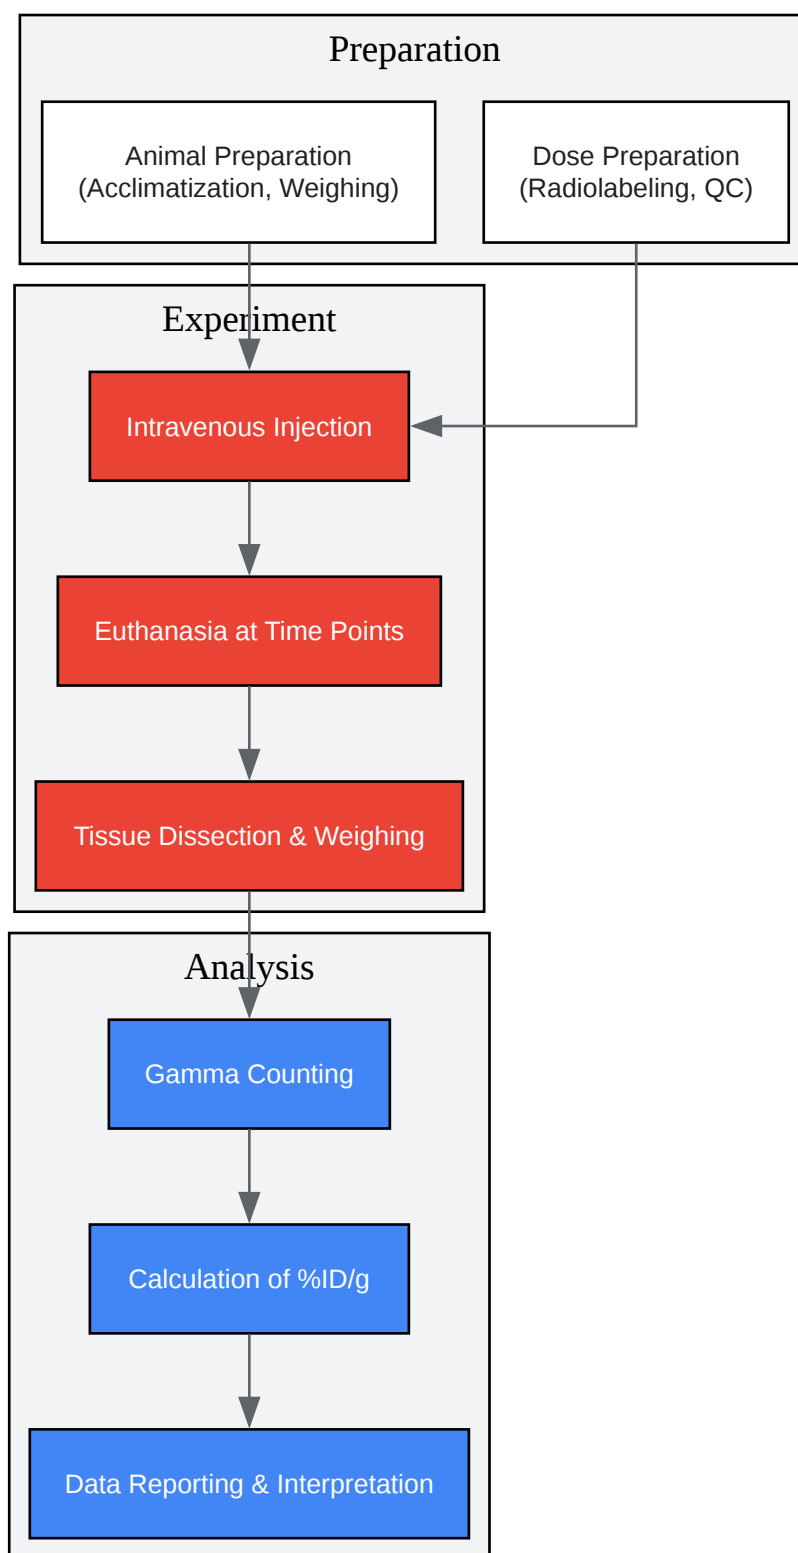 Preparation
Animal Preparation
(Acclimatization, Weighing)
Dose Preparation
(Radiolabeling, QC)
Experiment
Intravenous Injection
Euthanasia at Time Points
Tissue Dissection & Weighing
Analysis
Gamma Counting
Calculation of %ID/g
Data Reporting & Interpretation